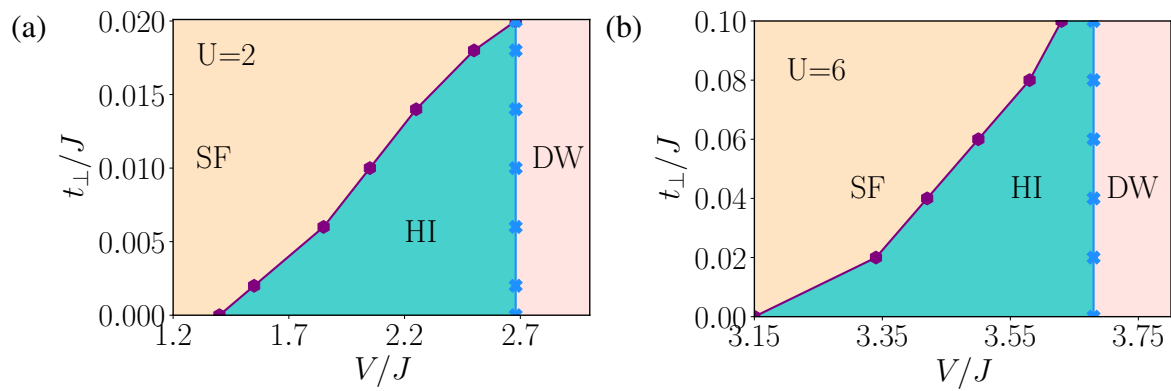 (a)
U=2
SF
HI
DW
t⊥/J
0.020
0.015
0.010
0.005
0.000
1.2 1.7 2.2 2.7
V/J
(b)
U=6
SF
HI
DW
t⊥/J
0.10
0.08
0.06
0.04
0.02
0.00
3.15 3.35 3.55 3.75
V/J